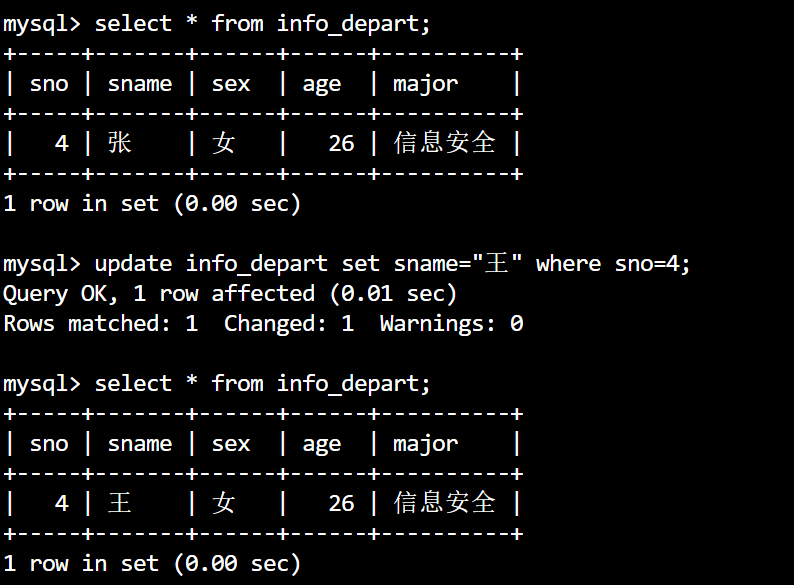 mysql> select * from info_depart;
+-----+-------+------+------+----------+
| sno | sname | sex  | age  | major    |
+-----+-------+------+------+----------+
|   4 | 张    | 女   |   26 | 信息安全 |
+-----+-------+------+------+----------+
1 row in set (0.00 sec)
mysql> update info_depart set sname="王" where sno=4;
Query OK, 1 row affected (0.01 sec)
Rows matched: 1  Changed: 1  Warnings: 0
mysql> select * from info_depart;
+-----+-------+------+------+----------+
| sno | sname | sex  | age  | major    |
+-----+-------+------+------+----------+
|   4 | 王    | 女   |   26 | 信息安全 |
+-----+-------+------+------+----------+
1 row in set (0.00 sec)